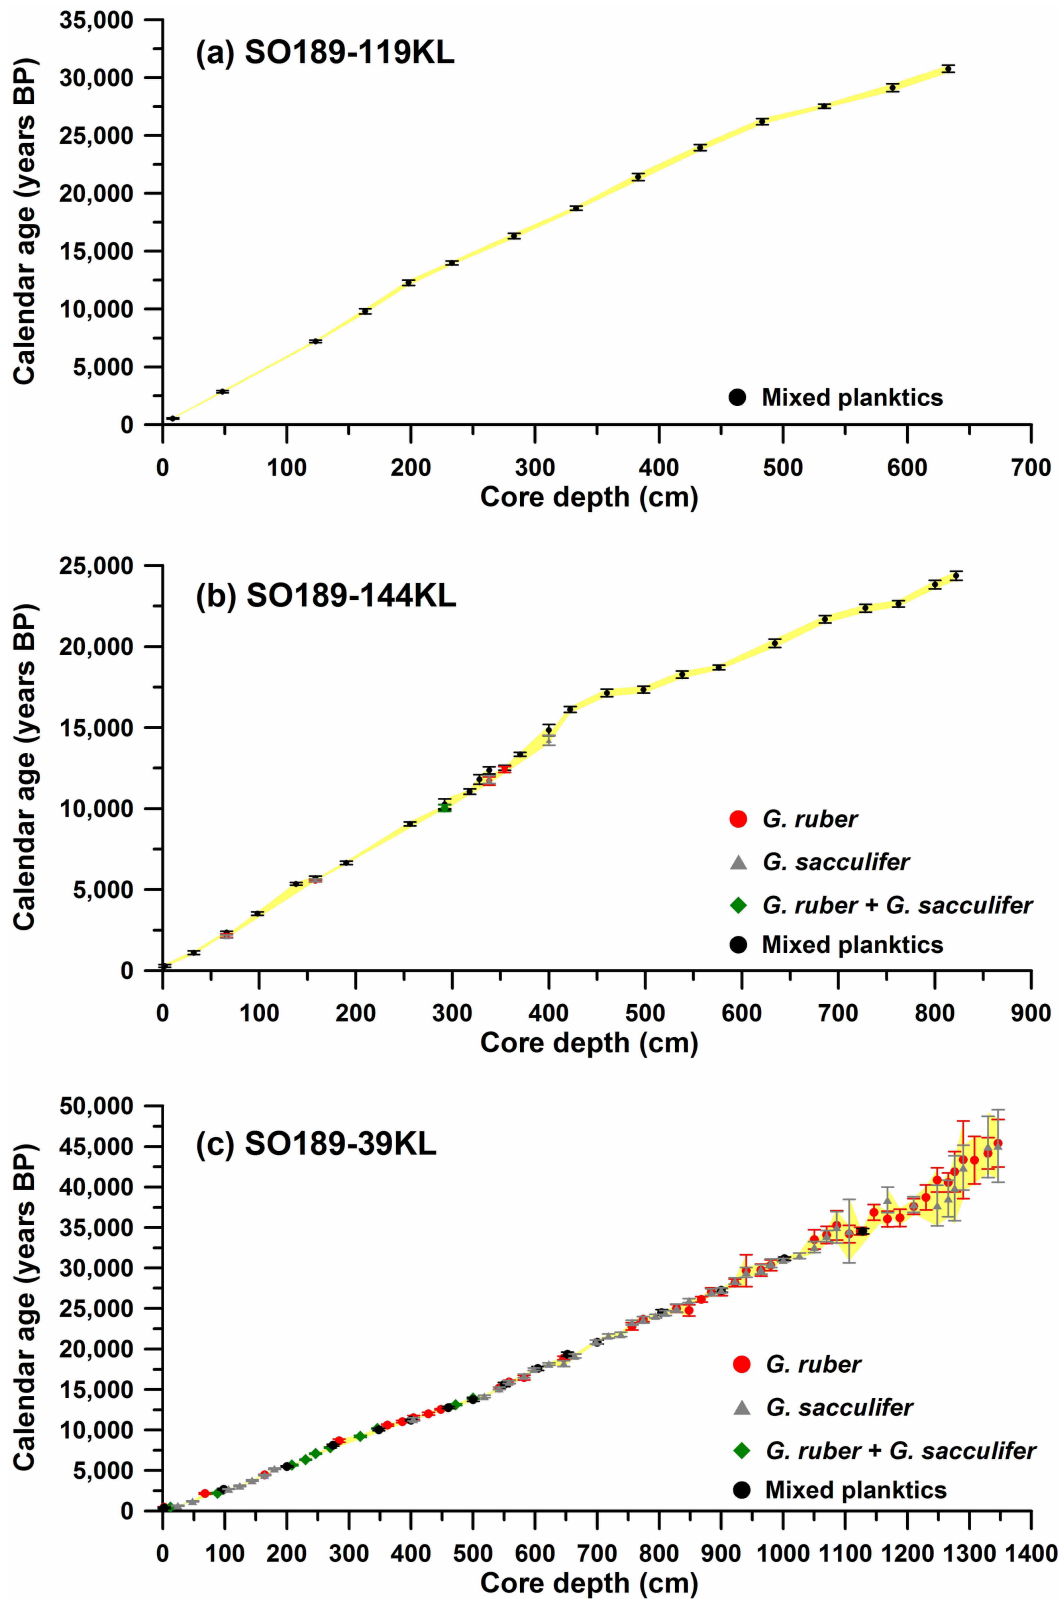 (a) SO189-119KL
Calendar age (years BP)
35,000
30,000
25,000
20,000
15,000
10,000
5,000
0
Mixed planktics
0 100 200 300 400 500 600 700
Core depth (cm)
(b) SO189-144KL
Calendar age (years BP)
25,000
20,000
15,000
10,000
5,000
0
G. ruber
G. sacculifer
G. ruber + G. sacculifer
Mixed planktics
0 100 200 300 400 500 600 700 800 900
Core depth (cm)
(c) SO189-39KL
Calendar age (years BP)
50,000
45,000
40,000
35,000
30,000
25,000
20,000
15,000
10,000
5,000
0
G. ruber
G. sacculifer
G. ruber + G. sacculifer
Mixed planktics
0 100 200 300 400 500 600 700 800 900 1000 1100 1200 1300 1400
Core depth (cm)